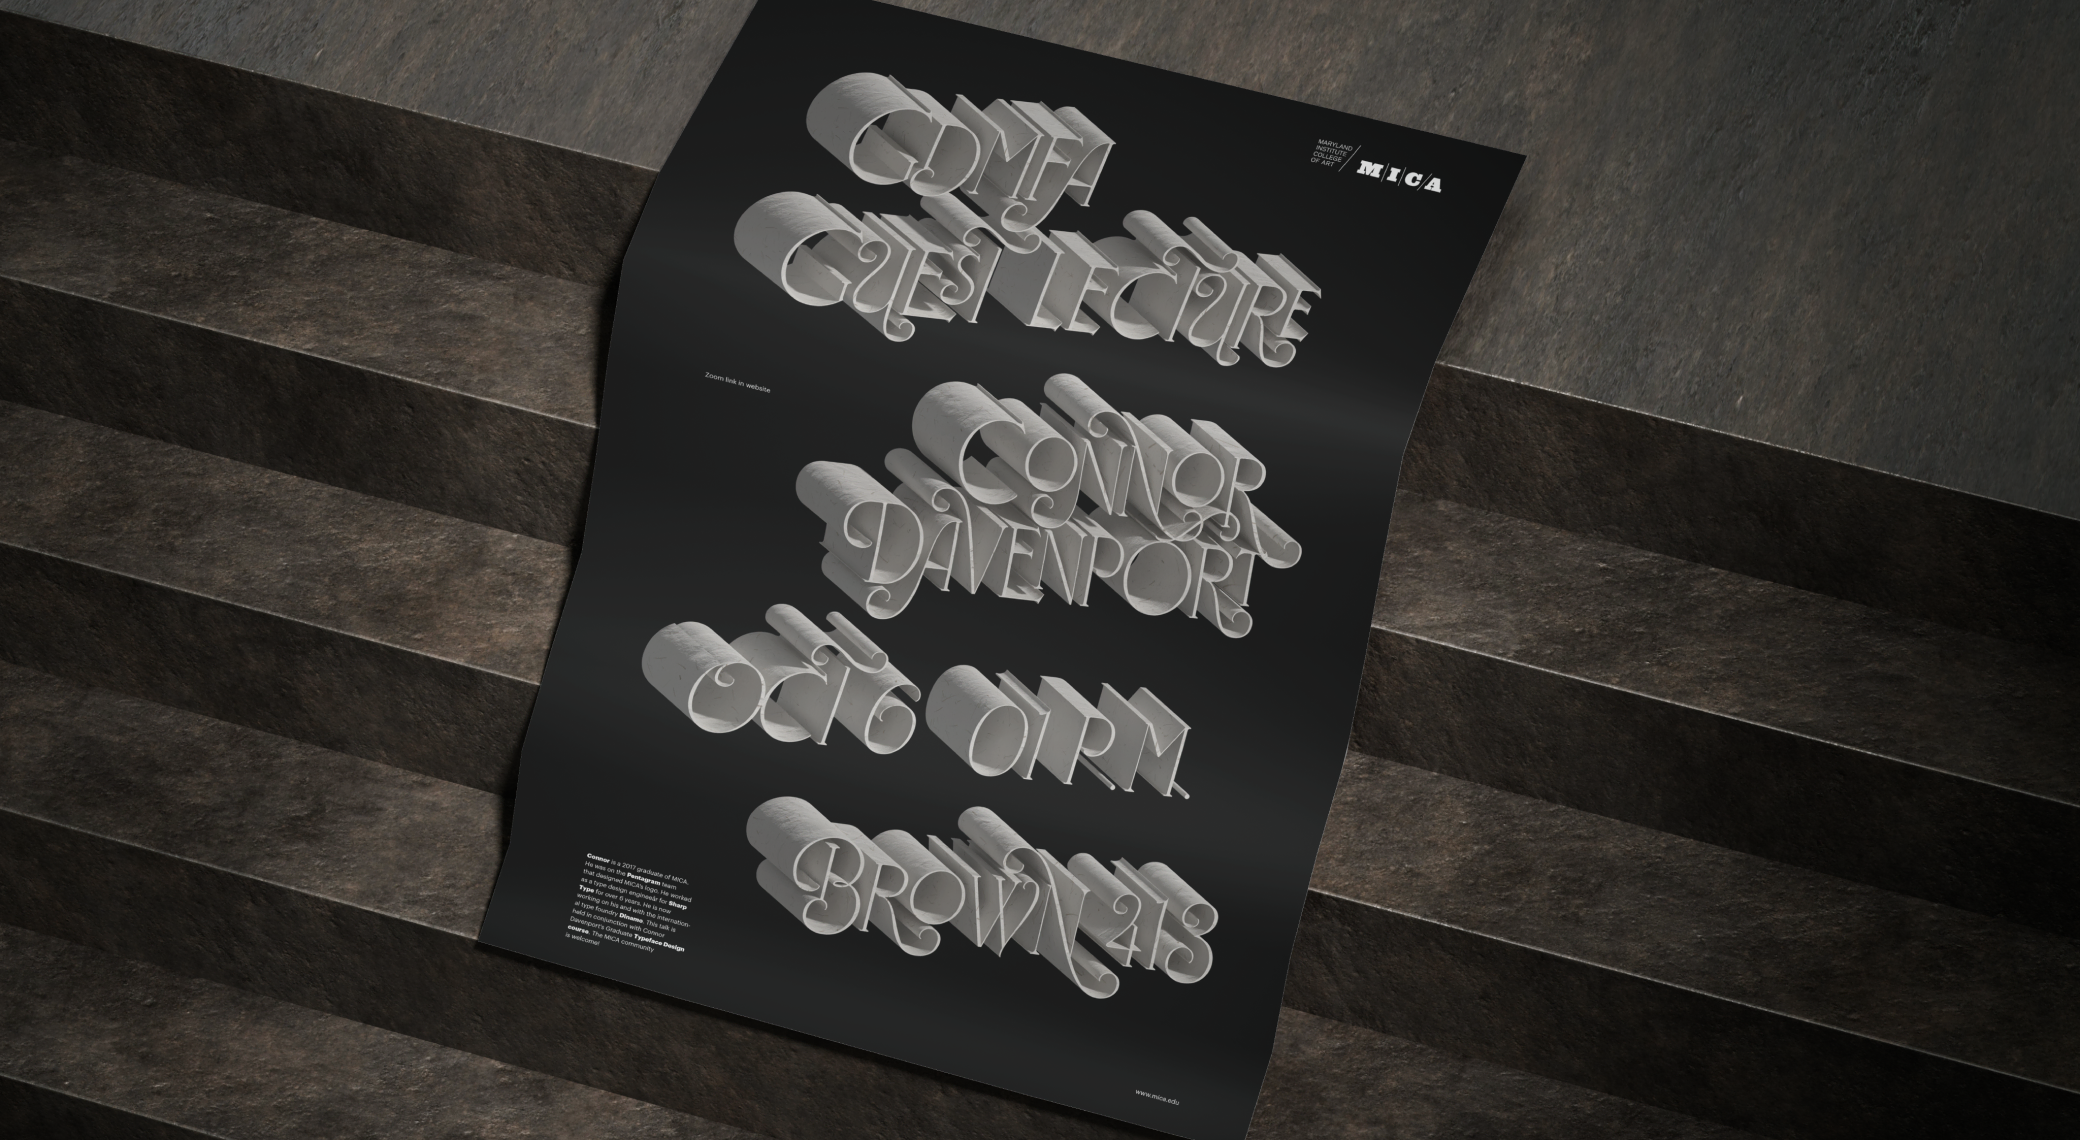 GDMFA
MARYLAND
INSTITUTE
COLLEGE
OF ART
MICA
GUEST LECTURE
Zoom link in website
CONNOR
DAVENPORT
OCT 6 01PM
BROWN
Connor is a 2017 graduate of MICA.
He was on the Pentagram team
that designed MICA's logo. He worked
as a type design engineeär for Sharp
Type for over 6 years. He is now
working on his and with the internation-
al type foundry Dinamo. This talk is
held in conjunction with Connor
Davenport's Graduate Typeface Design
course. The MICA community
is welcome!
www.mica.edu